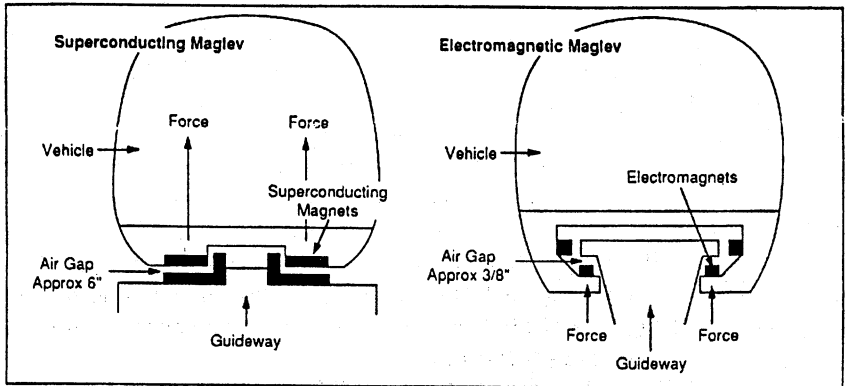 Superconducting Maglev
Force
Force
Vehicle
Superconducting
Magnets
Air Gap
Approx 6"
Guideway
Electromagnetic Maglev
Vehicle
Electromagnets
Air Gap
Approx 3/8"
Force
Force
Guideway